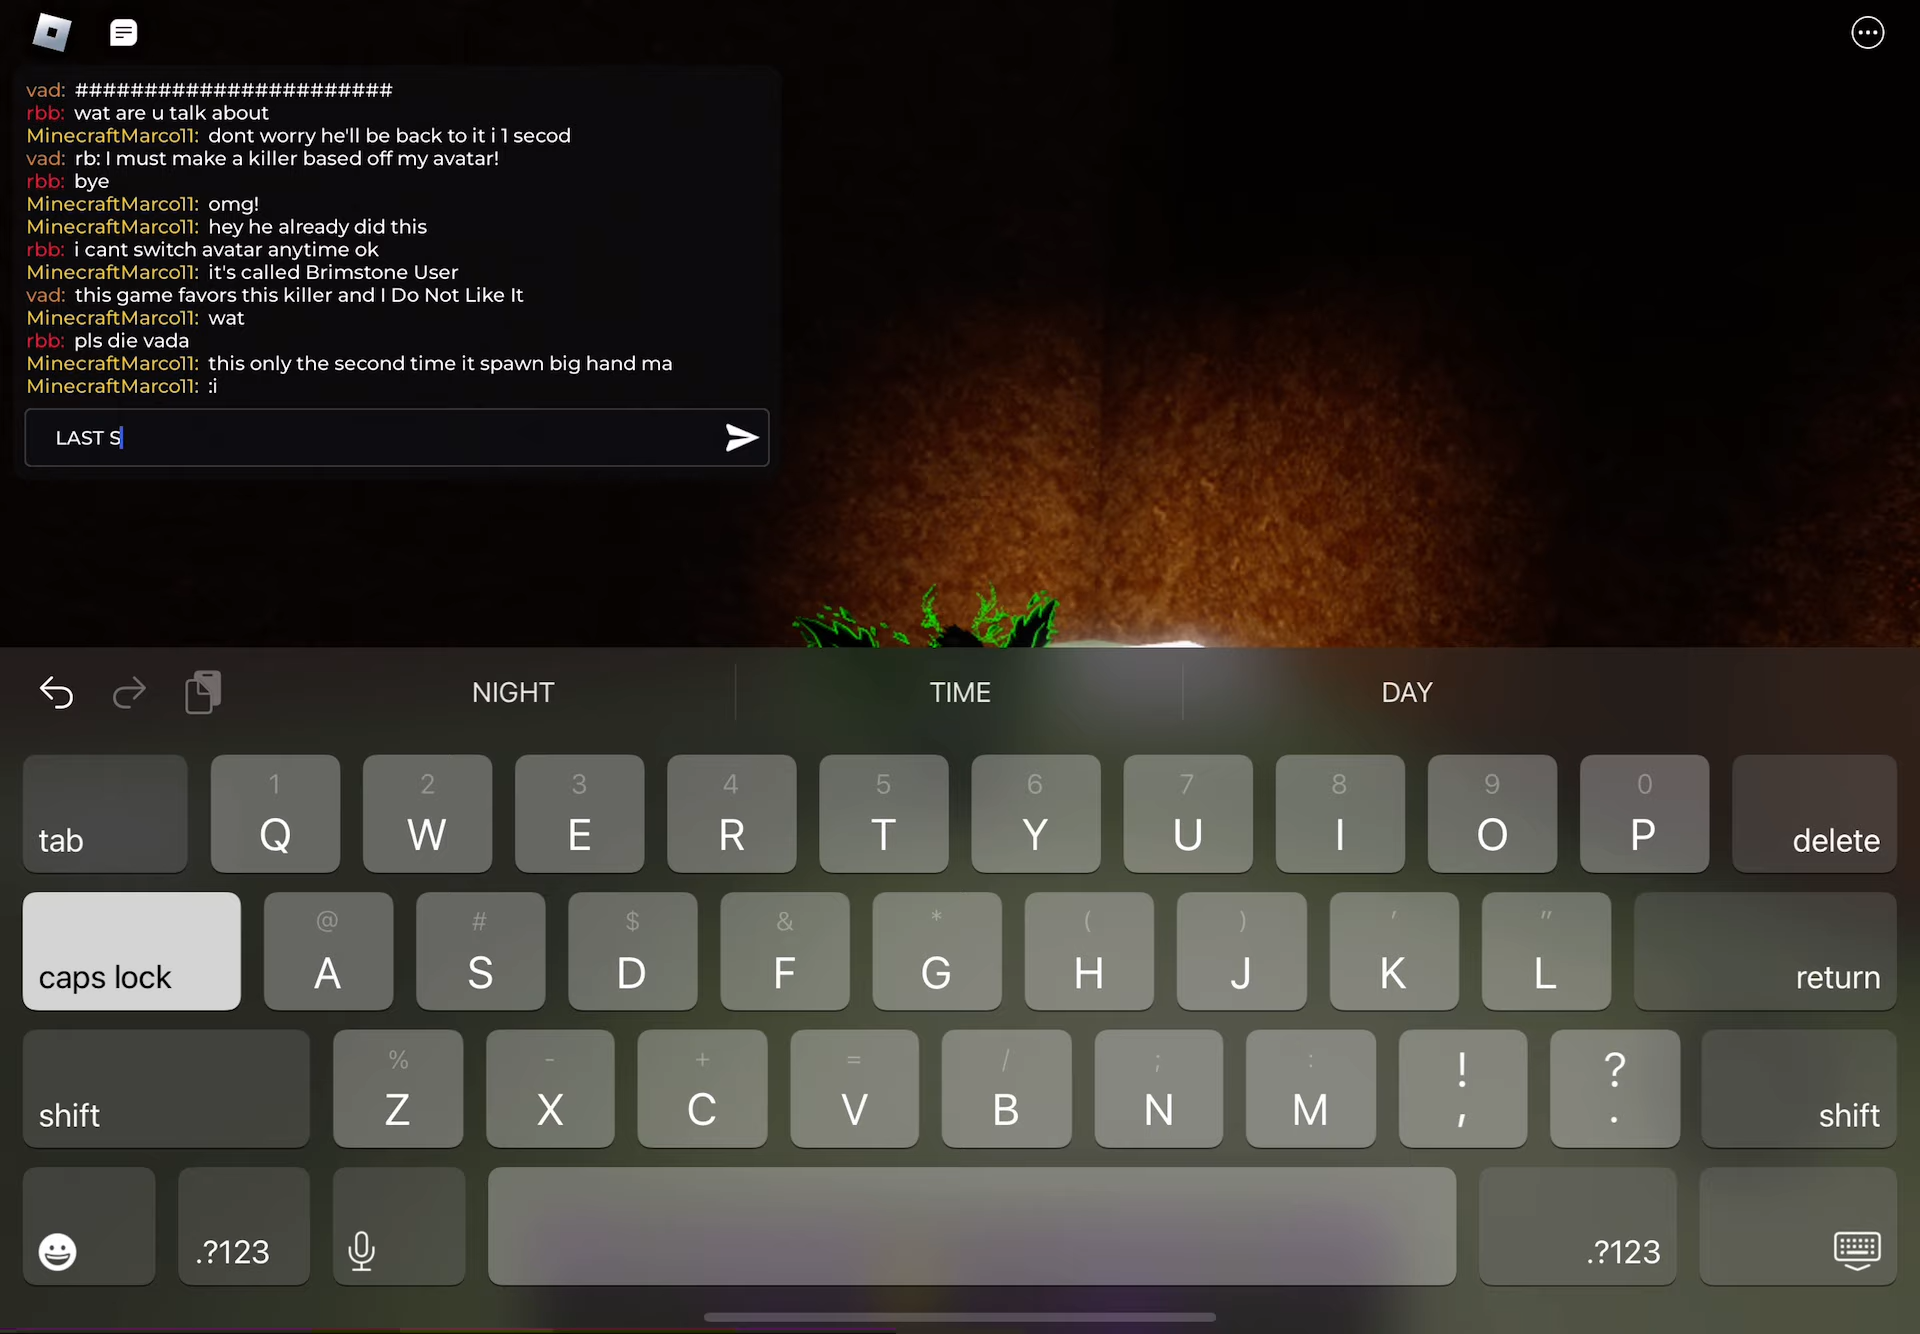 vad: #######################
rbb: wat are u talk about
MinecraftMarco11: dont worry he'll be back to it i 1 secod
vad: rb: I must make a killer based off my avatar!
rbb: bye
MinecraftMarco11: omg!
MinecraftMarco11: hey he already did this
rbb: i cant switch avatar anytime ok
MinecraftMarco11: it's called Brimstone User
vad: this game favors this killer and I Do Not Like It
MinecraftMarco11: wat
rbb: pls die vada
MinecraftMarco11: this only the second time it spawn big hand ma
MinecraftMarco11: :i
LAST S
NIGHT TIME DAY
1 2 3 4 5 6 7 8 9 0
tab Q W E R T Y U I O P delete
@ # $ & * ( ) ' "
caps lock A S D F G H J K L return
% - + = / ; : ! ?
shift Z X C V B N M , . shift
.?123 .?123